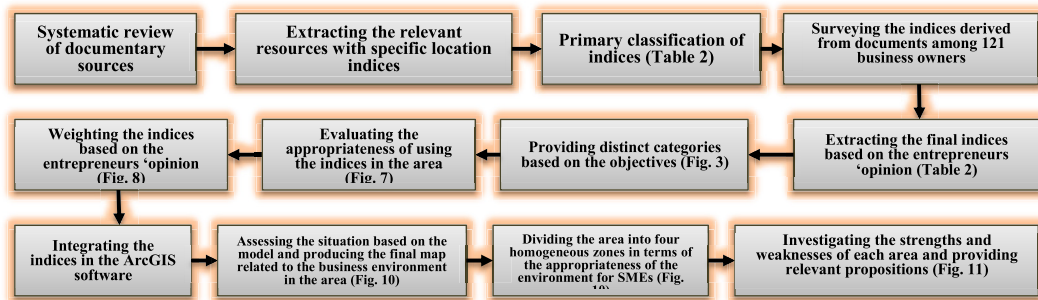 Systematic review
of documentary
sources
Extracting the relevant
resources with specific location
indices
Primary classification of
indices (Table 2)
Surveying the indices derived
from documents among 121
business owners
Extracting the final indices
based on the entrepreneurs
‘opinion (Table 2)
Providing distinct categories
based on the objectives (Fig. 3)
Evaluating the
appropriateness of using
the indices in the area
(Fig. 7)
Weighting the indices
based on the
entrepreneurs ‘opinion
(Fig. 8)
Integrating the
indices in the ArcGIS
software
Assessing the situation based on the
model and producing the final map
related to the business environment
in the area (Fig. 10)
Dividing the area into four
homogeneous zones in terms of
the appropriateness of the
environment for SMEs (Fig.
10)
Investigating the strengths and
weaknesses of each area and providing
relevant propositions (Fig. 11)